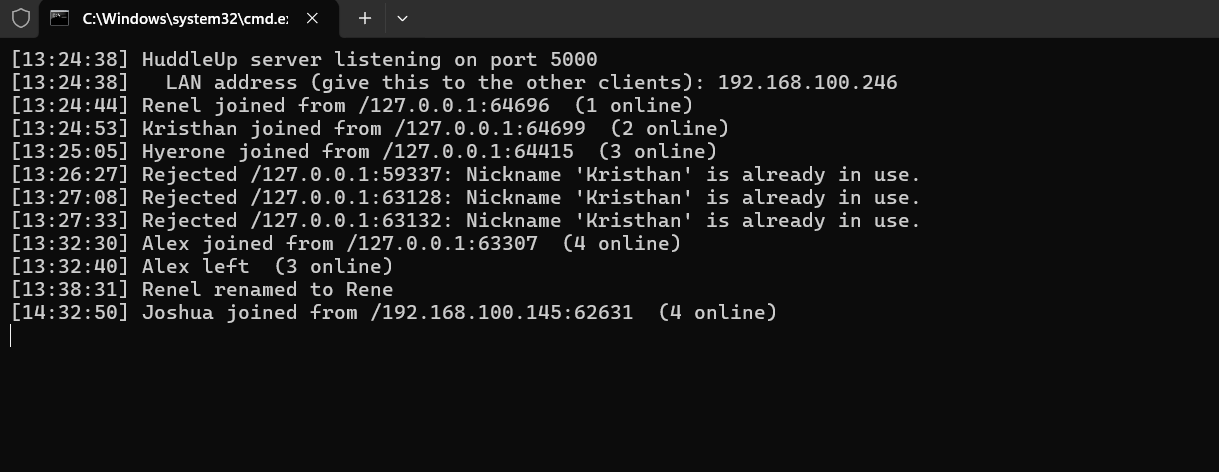 C:\Windows\system32\cmd.e
[13:24:38] HuddleUp server listening on port 5000
[13:24:38]   LAN address (give this to the other clients): 192.168.100.246
[13:24:44] Renel joined from /127.0.0.1:64696  (1 online)
[13:24:53] Kristhan joined from /127.0.0.1:64699  (2 online)
[13:25:05] Hyerone joined from /127.0.0.1:64415  (3 online)
[13:26:27] Rejected /127.0.0.1:59337: Nickname 'Kristhan' is already in use.
[13:27:08] Rejected /127.0.0.1:63128: Nickname 'Kristhan' is already in use.
[13:27:33] Rejected /127.0.0.1:63132: Nickname 'Kristhan' is already in use.
[13:32:30] Alex joined from /127.0.0.1:63307  (4 online)
[13:32:40] Alex left  (3 online)
[13:38:31] Renel renamed to Rene
[14:32:50] Joshua joined from /192.168.100.145:62631  (4 online)